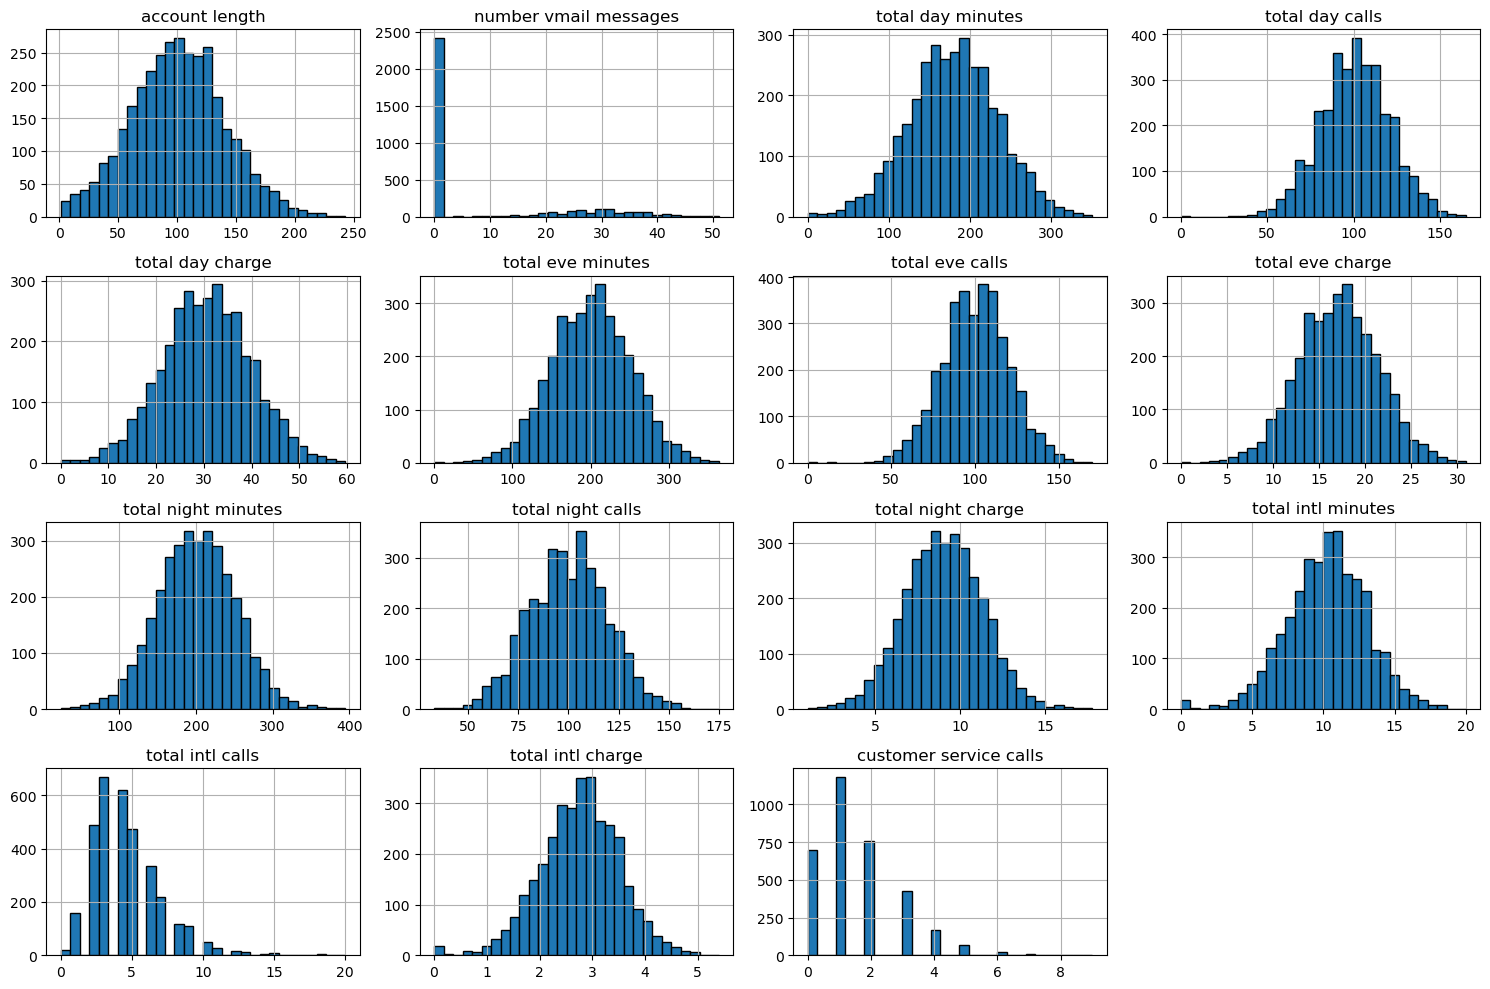 account length
250
200
150
100
50
0
0 50 100 150 200 250
number vmail messages
2500
2000
1500
1000
500
0
0 10 20 30 40 50
total day minutes
300
200
100
0
0 100 200 300
total day calls
400
300
200
100
0
0 50 100 150
total day charge
300
200
100
0
0 10 20 30 40 50 60
total eve minutes
300
200
100
0
0 100 200 300
total eve calls
400
300
200
100
0
0 50 100 150
total eve charge
300
200
100
0
0 5 10 15 20 25 30
total night minutes
300
200
100
0
100 200 300 400
total night calls
300
200
100
0
50 75 100 125 150 175
total night charge
300
200
100
0
5 10 15
total intl minutes
300
200
100
0
0 5 10 15 20
total intl calls
600
400
200
0
0 5 10 15 20
total intl charge
300
200
100
0
0 1 2 3 4 5
customer service calls
1000
750
500
250
0
0 2 4 6 8